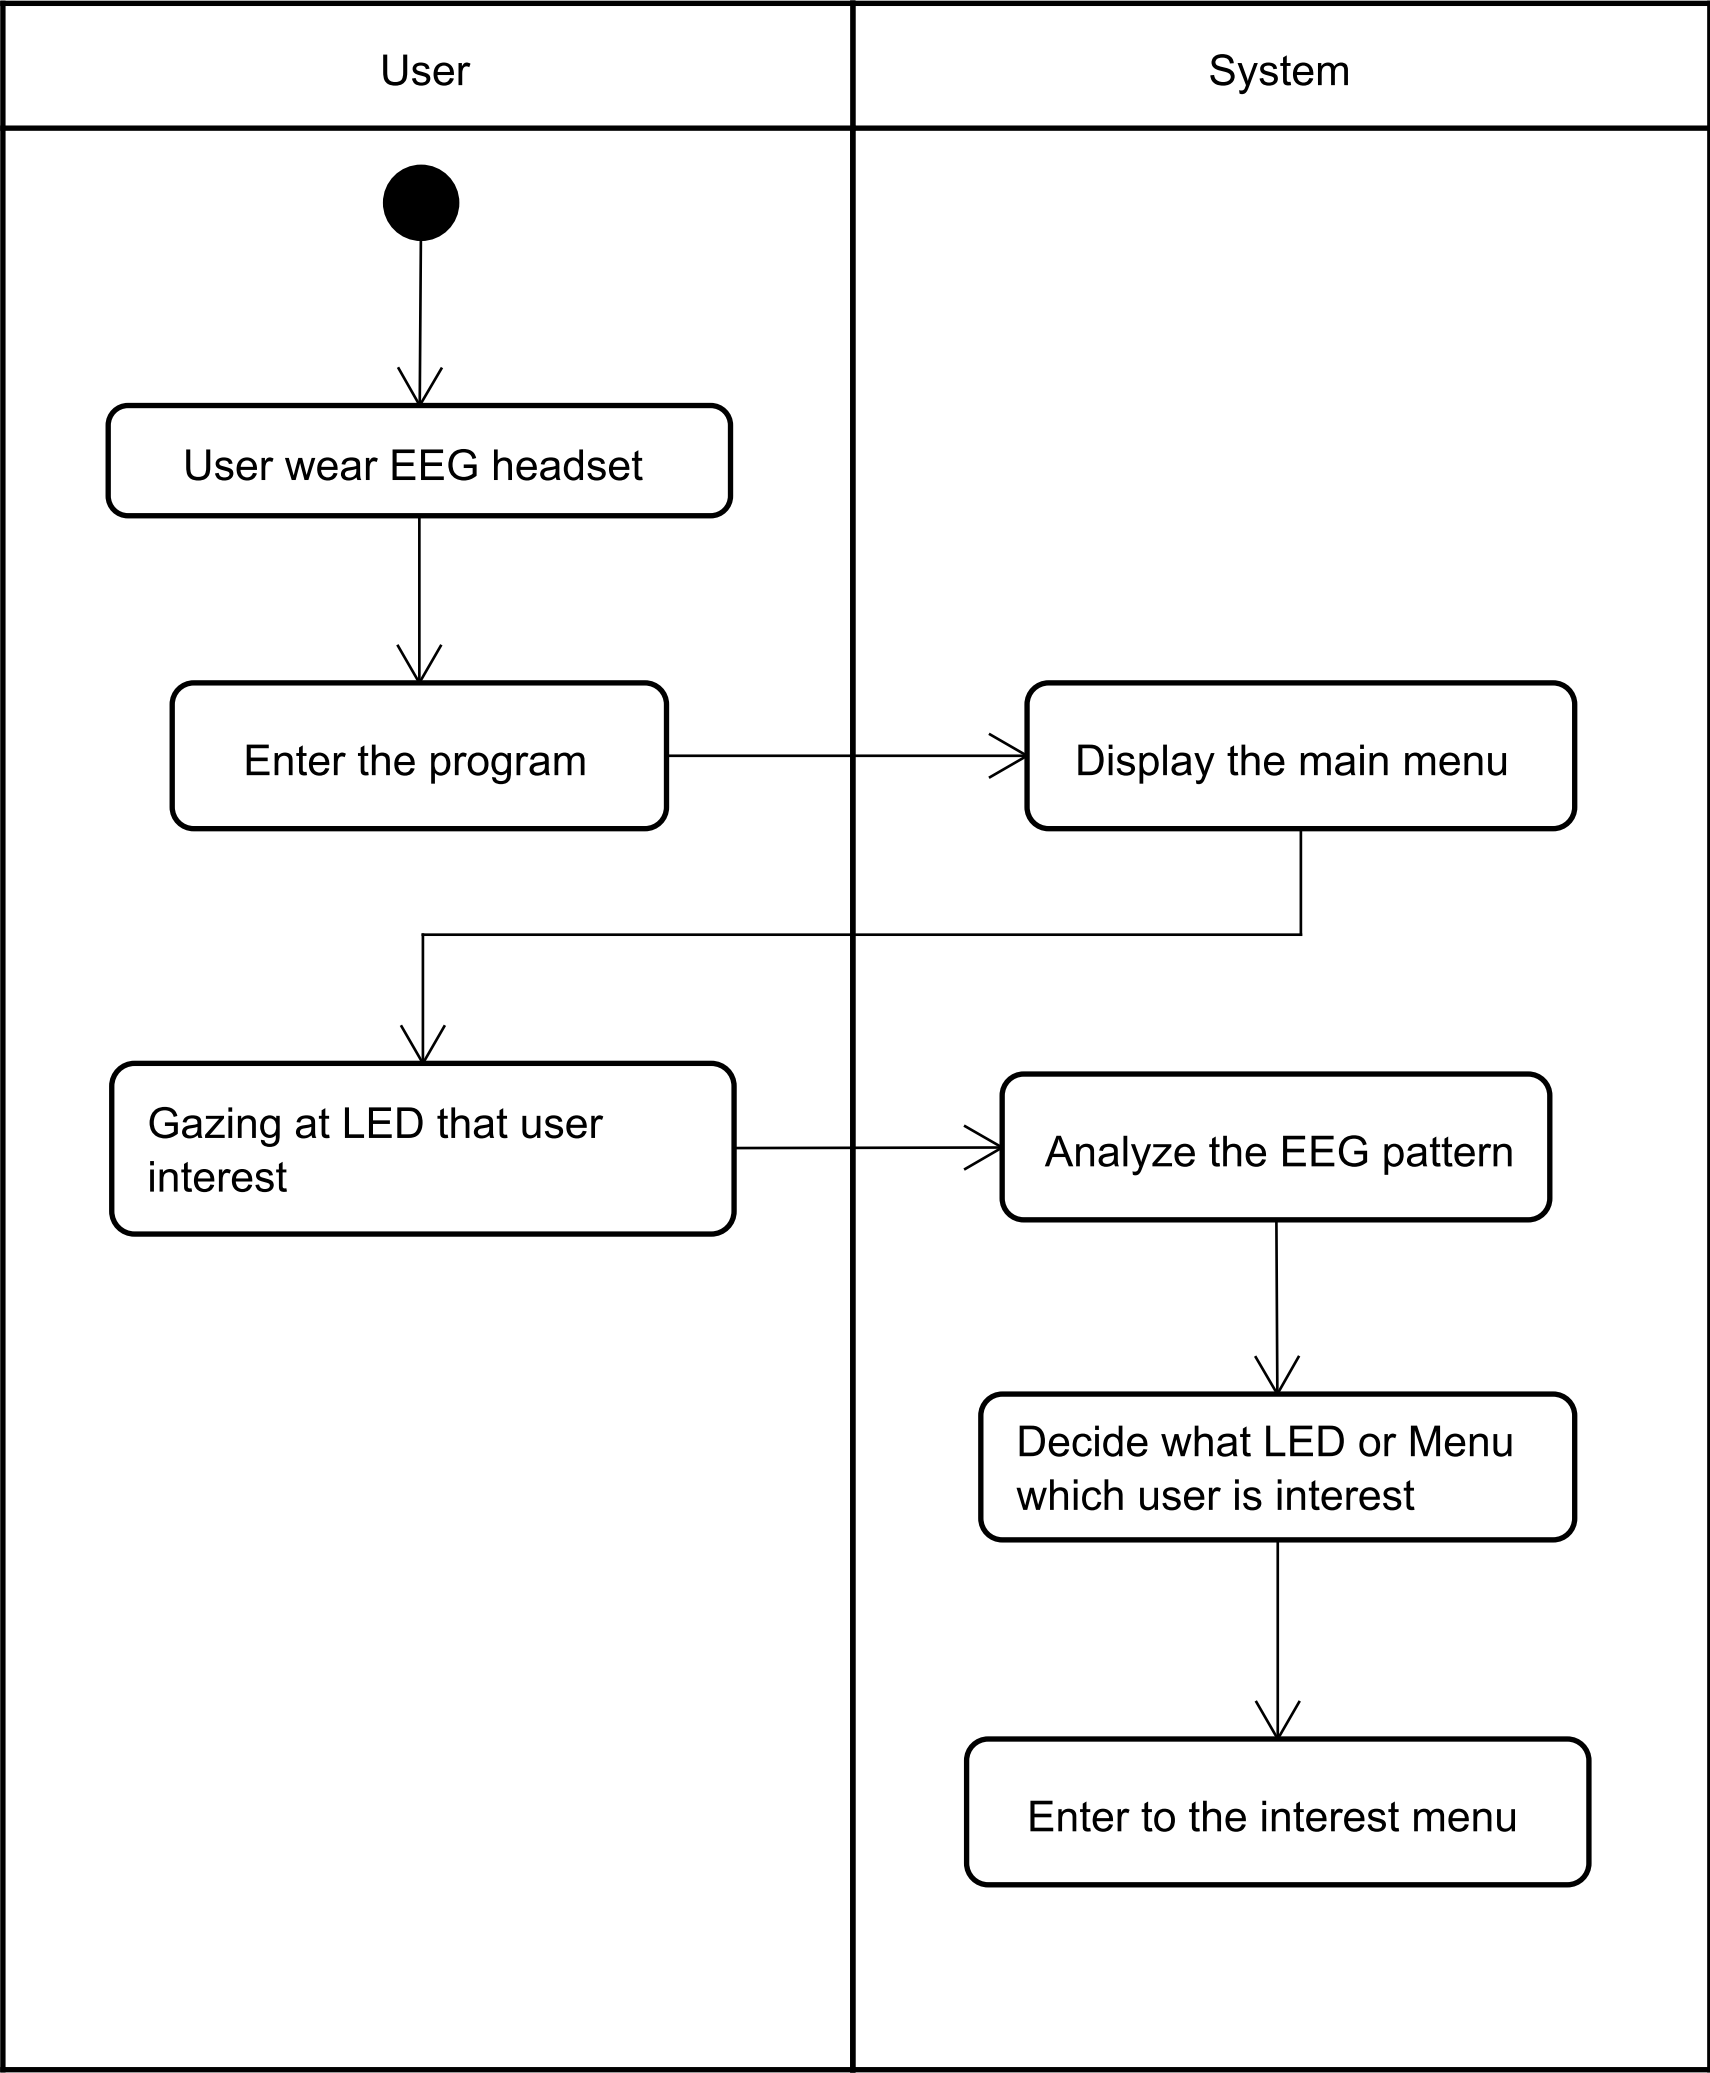 User
System
User wear EEG headset
Enter the program
Display the main menu
Gazing at LED that user
interest
Analyze the EEG pattern
Decide what LED or Menu
which user is interest
Enter to the interest menu